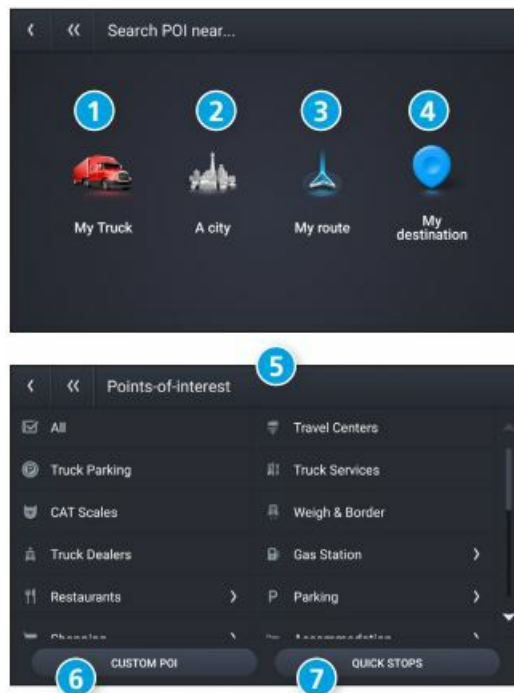 Search POI near...
1
2
3
4
My Truck
A city
My route
My
destination
5
Points-of-interest
All
Travel Centers
Truck Parking
Truck Services
CAT Scales
Weigh & Border
Truck Dealers
Gas Station
Restaurants
P Parking
Shopping
Accommodation
CUSTOM POI
QUICK STOPS
6
7